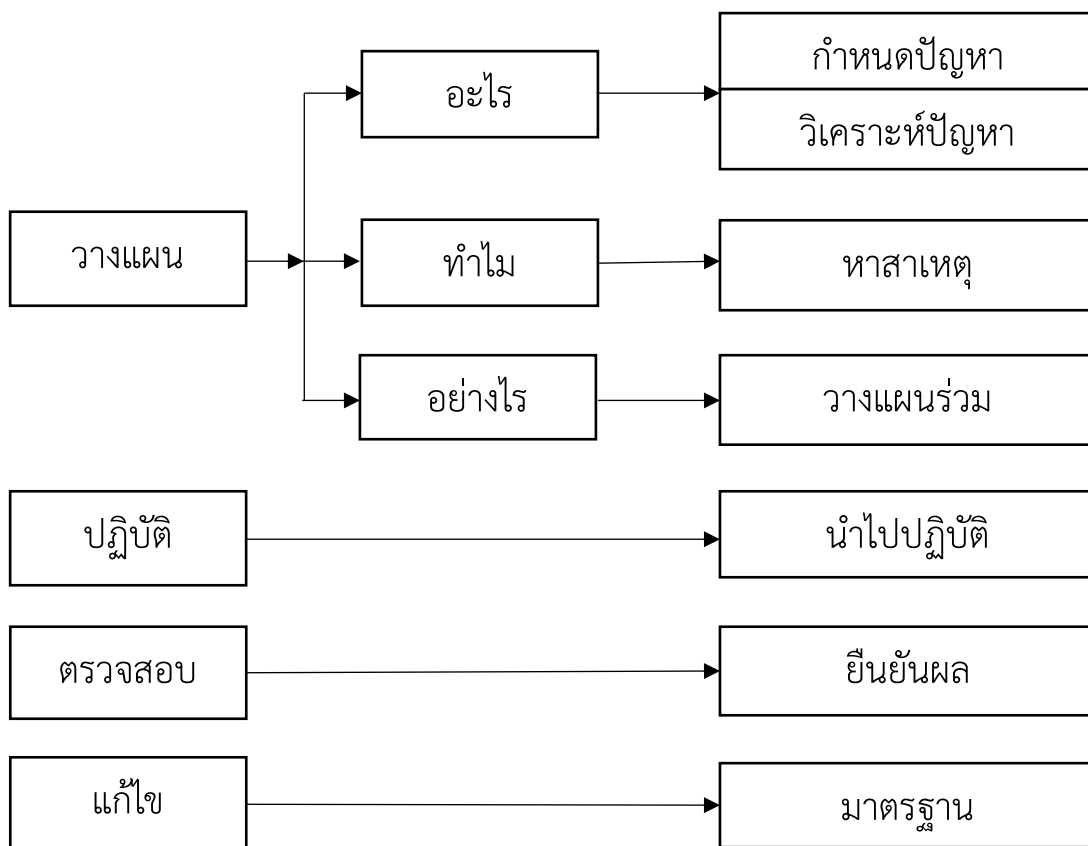 อะไร
กำหนดปัญหา
วิเคราะห์ปัญหา
วางแผน
ทำไม
หาสาเหตุ
อย่างไร
วางแผนร่วม
ปฏิบัติ
นำไปปฏิบัติ
ตรวจสอบ
ยืนยันผล
แก้ไข
มาตรฐาน